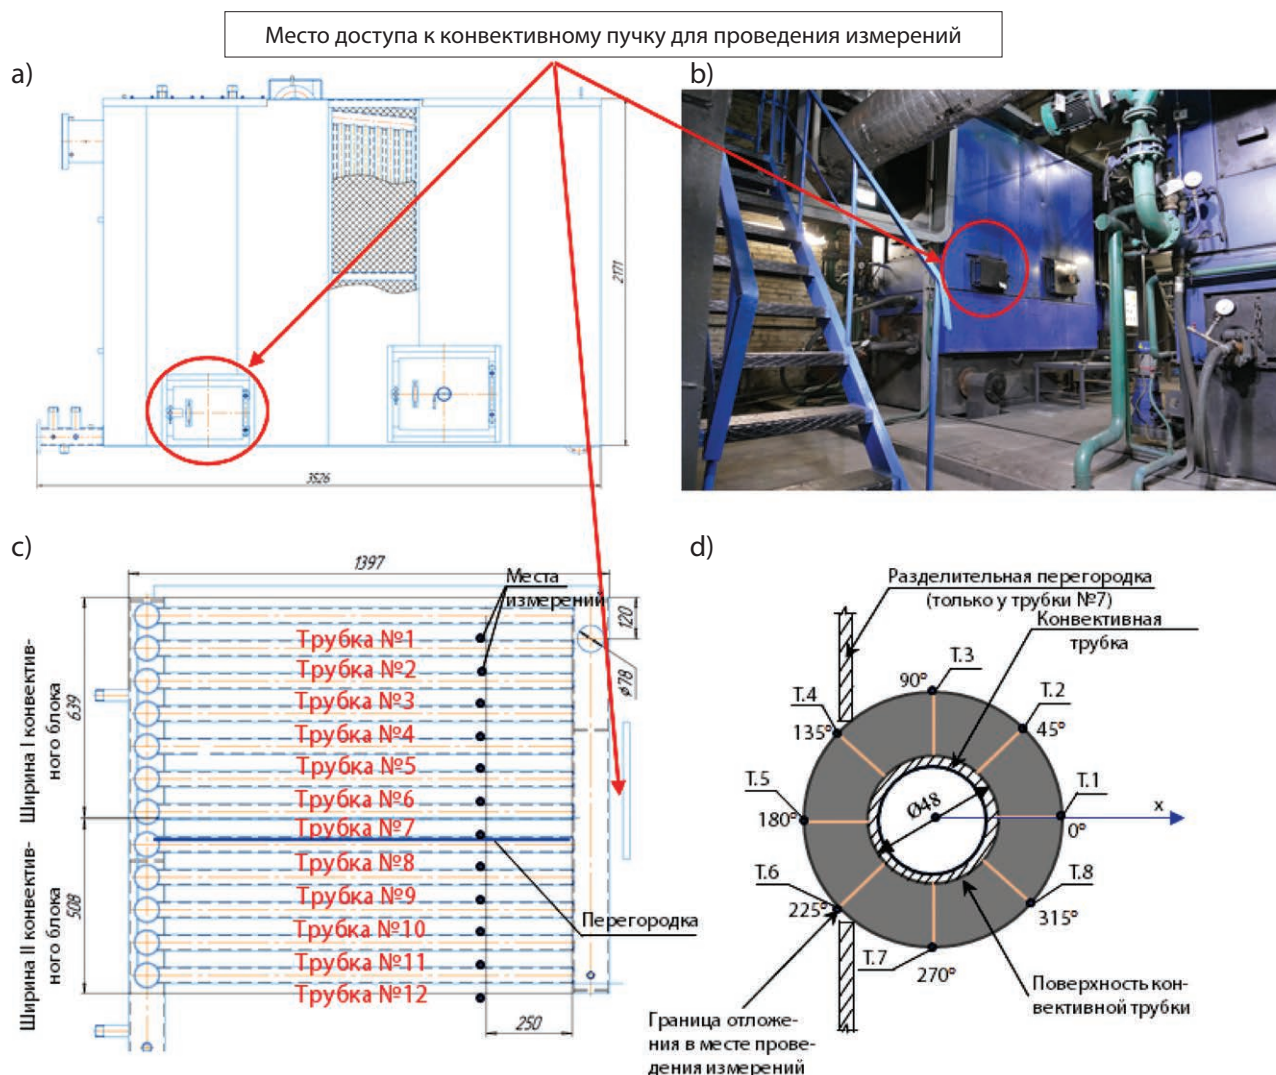 Место доступа к конвективному пучку для проведения измерений
a)
b)
2171
3526
c)
1397
Места
измерений
120
ø78
Ширина I конвектив-
ного блока
639
Трубка №1
Трубка №2
Трубка №3
Трубка №4
Трубка №5
Трубка №6
Трубка №7
Трубка №8
Трубка №9
Трубка №10
Трубка №11
Трубка №12
Ширина II конвектив-
ного блока
508
Перегородка
250
d)
Разделительная перегородка
(только у трубки №7)
Конвективная
трубка
T.3
90°
T.4
135°
T.2
45°
T.5
180°
Ø48
T.1
0°
x
T.6
225°
T.8
315°
T.7
270°
Поверхность кон-
вективной трубки
Граница отложе-
ния в месте прове-
дения измерений